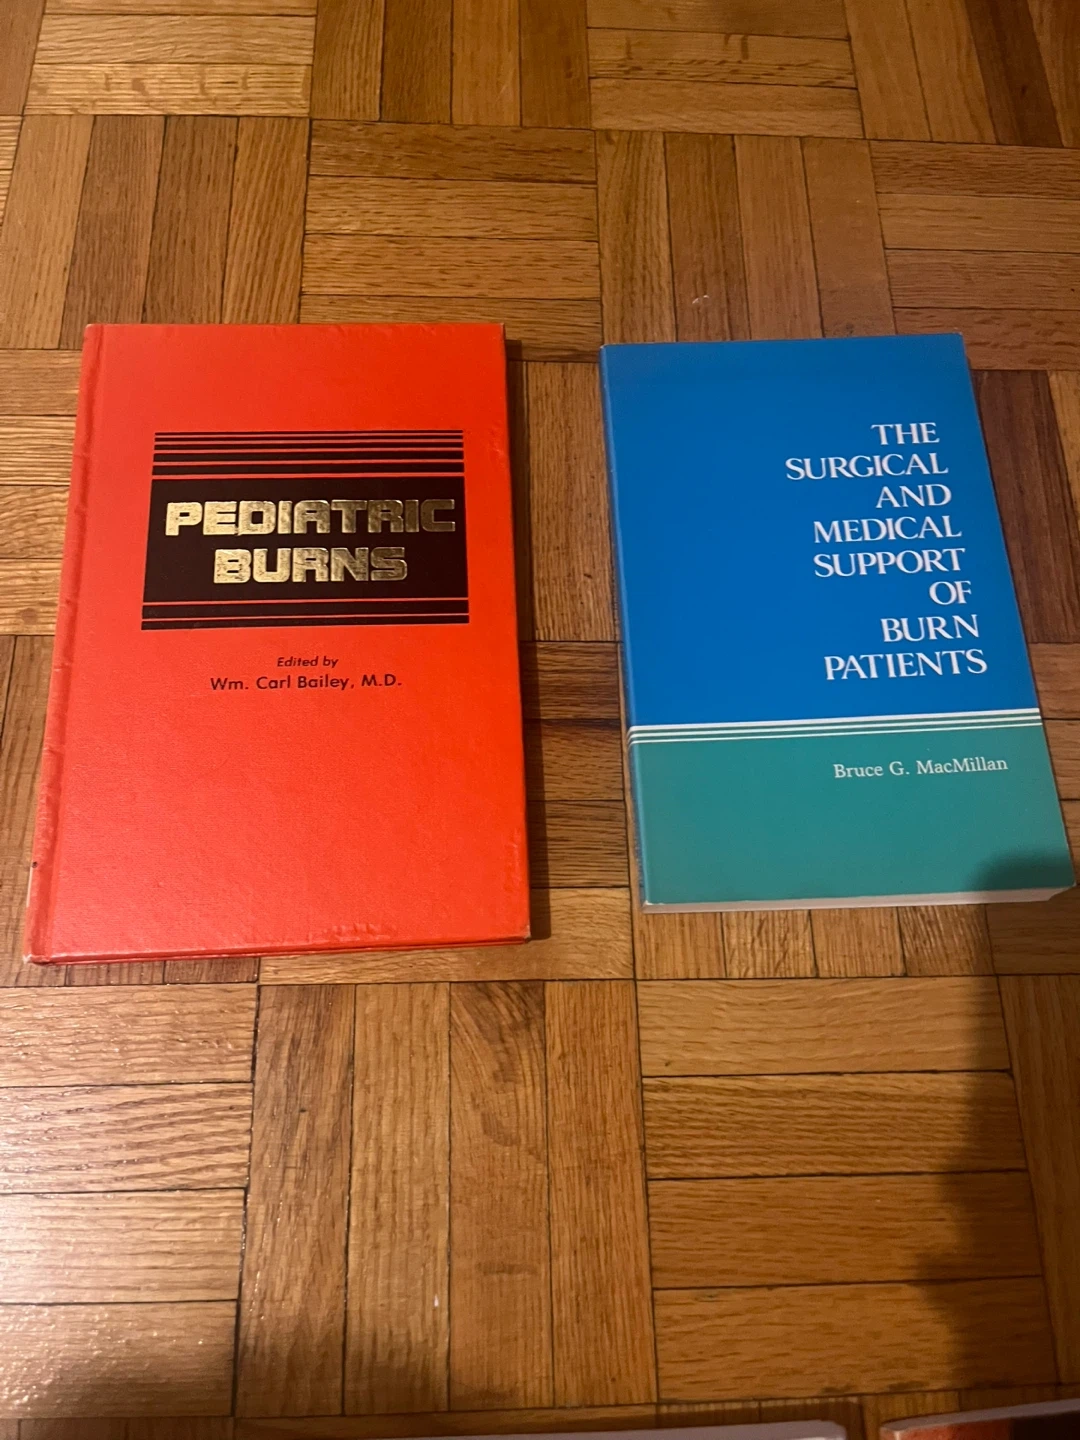 PEDIATRIC
BURNS
Edited by
Wm. Carl Bailey, M.D.
THE
SURGICAL
AND
MEDICAL
SUPPORT
OF
BURN
PATIENTS
Bruce G. MacMillan